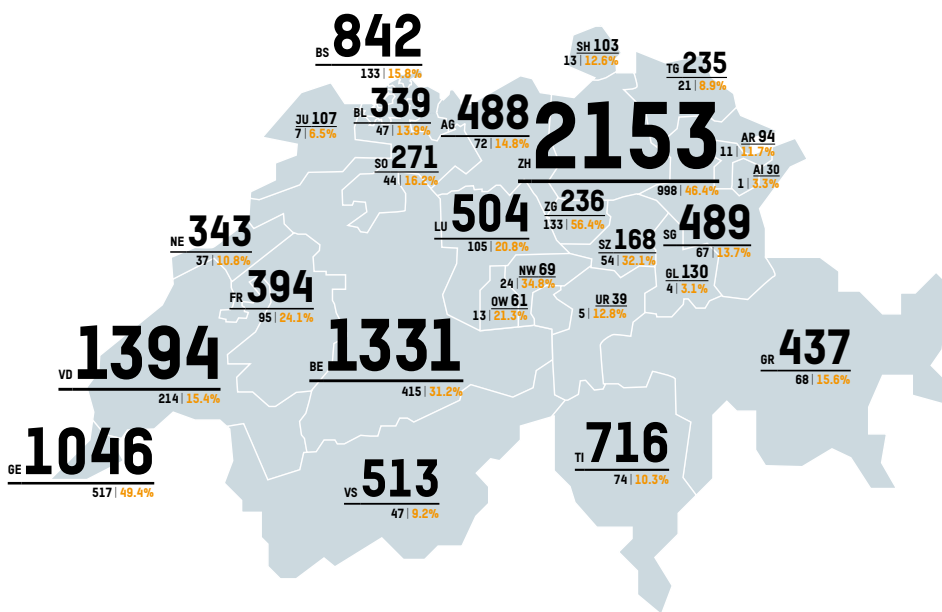 BS 842
133 | 15.8%
SH 103
13 | 12.6%
TG 235
21 | 8.9%
JU 107
7 | 6.5%
BL 339
47 | 13.9%
AG 488
72 | 14.8%
ZH 2153
998 | 46.4%
AR 94
11 | 11.7%
AI 30
1 | 3.3%
SO 271
44 | 16.2%
LU 504
105 | 20.8%
ZG 236
133 | 56.4%
SZ 168
54 | 32.1%
SG 489
67 | 13.7%
NE 343
37 | 10.8%
NW 69
24 | 34.8%
GL 130
4 | 3.1%
FR 394
95 | 24.1%
OW 61
13 | 21.3%
UR 39
5 | 12.8%
VD 1394
214 | 15.4%
BE 1331
415 | 31.2%
GR 437
68 | 15.6%
GE 1046
517 | 49.4%
VS 513
47 | 9.2%
TI 716
74 | 10.3%